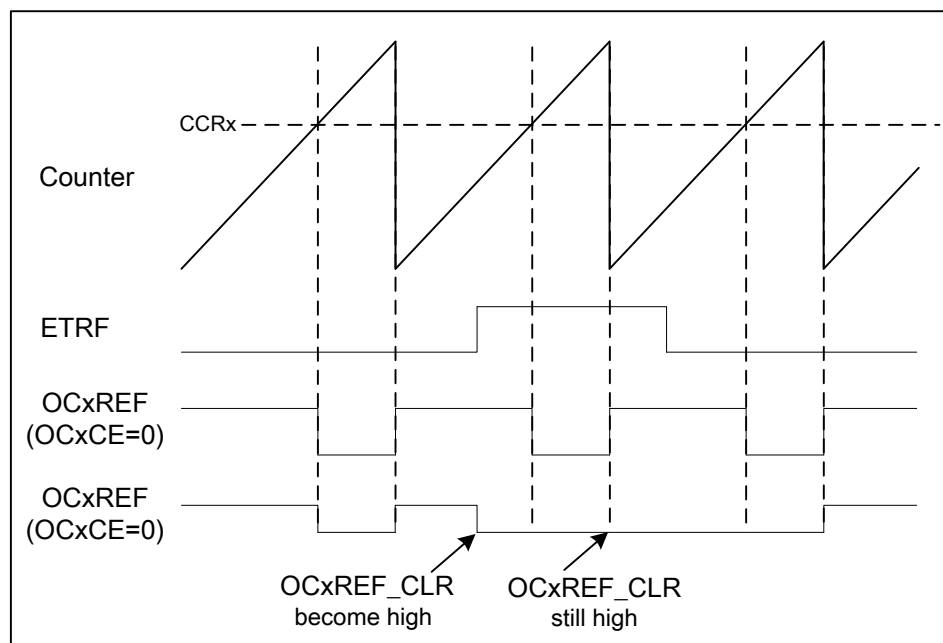 CCRx
Counter
ETRF
OCxREF
(OCxCE=0)
OCxREF
(OCxCE=0)
OCxREF_CLR
become high
OCxREF_CLR
still high